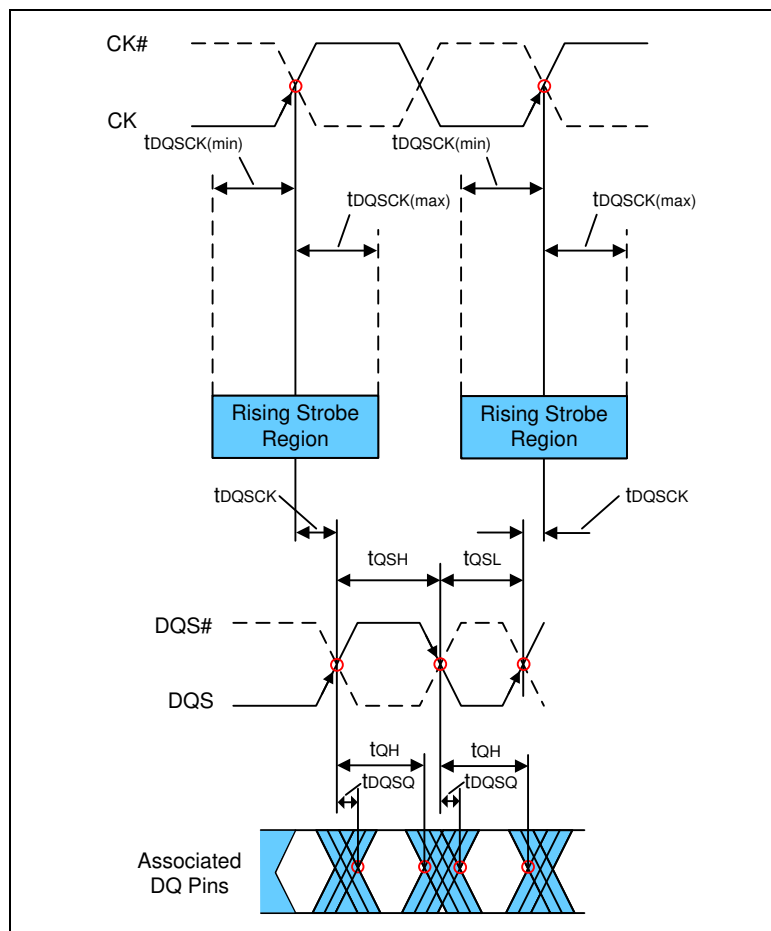 CK#
CK
tDQSCK(min)
tDQSCK(min)
tDQSCK(max)
tDQSCK(max)
Rising Strobe
Region
Rising Strobe
Region
tDQSCK
tDQSCK
tQSH
tQSL
DQS#
DQS
tQH
tQH
tDQSQ
tDQSQ
Associated
DQ Pins